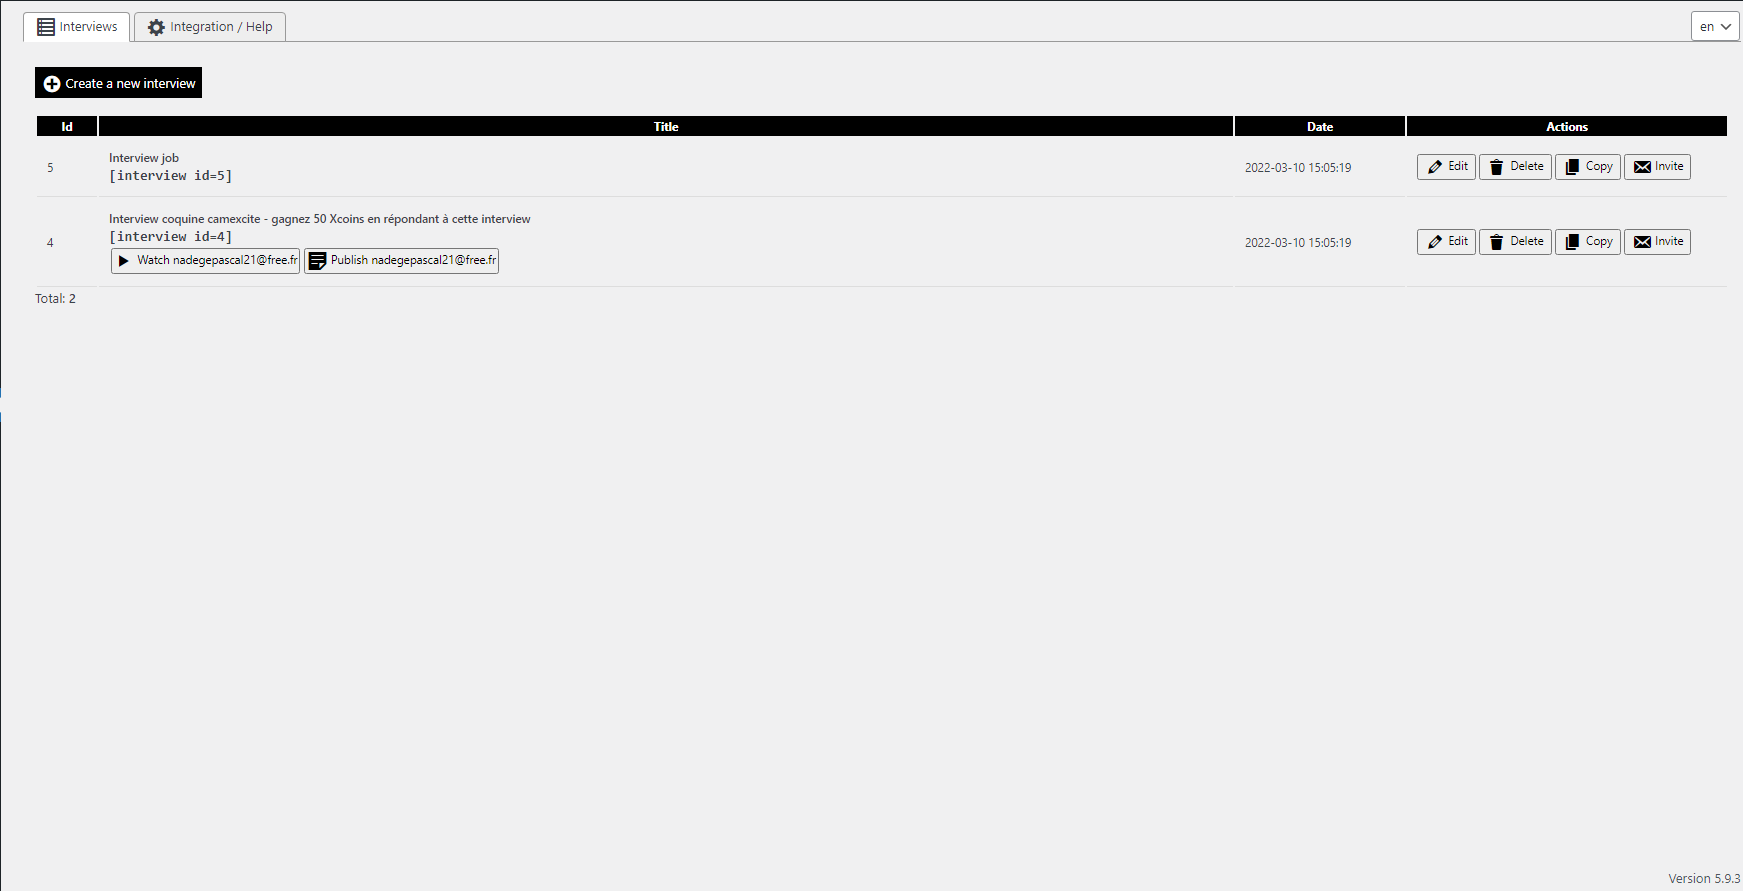 Interviews
Integration / Help
en
Create a new interview
Id Title Date Actions
Interview job
5 [interview id=5] 2022-03-10 15:05:19 Edit Delete Copy Invite
Interview coquine camexcite - gagnez 50 Xcoins en répondant à cette interview
4 [interview id=4] 2022-03-10 15:05:19 Edit Delete Copy Invite
Watch nadegepascal21@free.fr Publish nadegepascal21@free.fr
Total: 2
Version 5.9.3